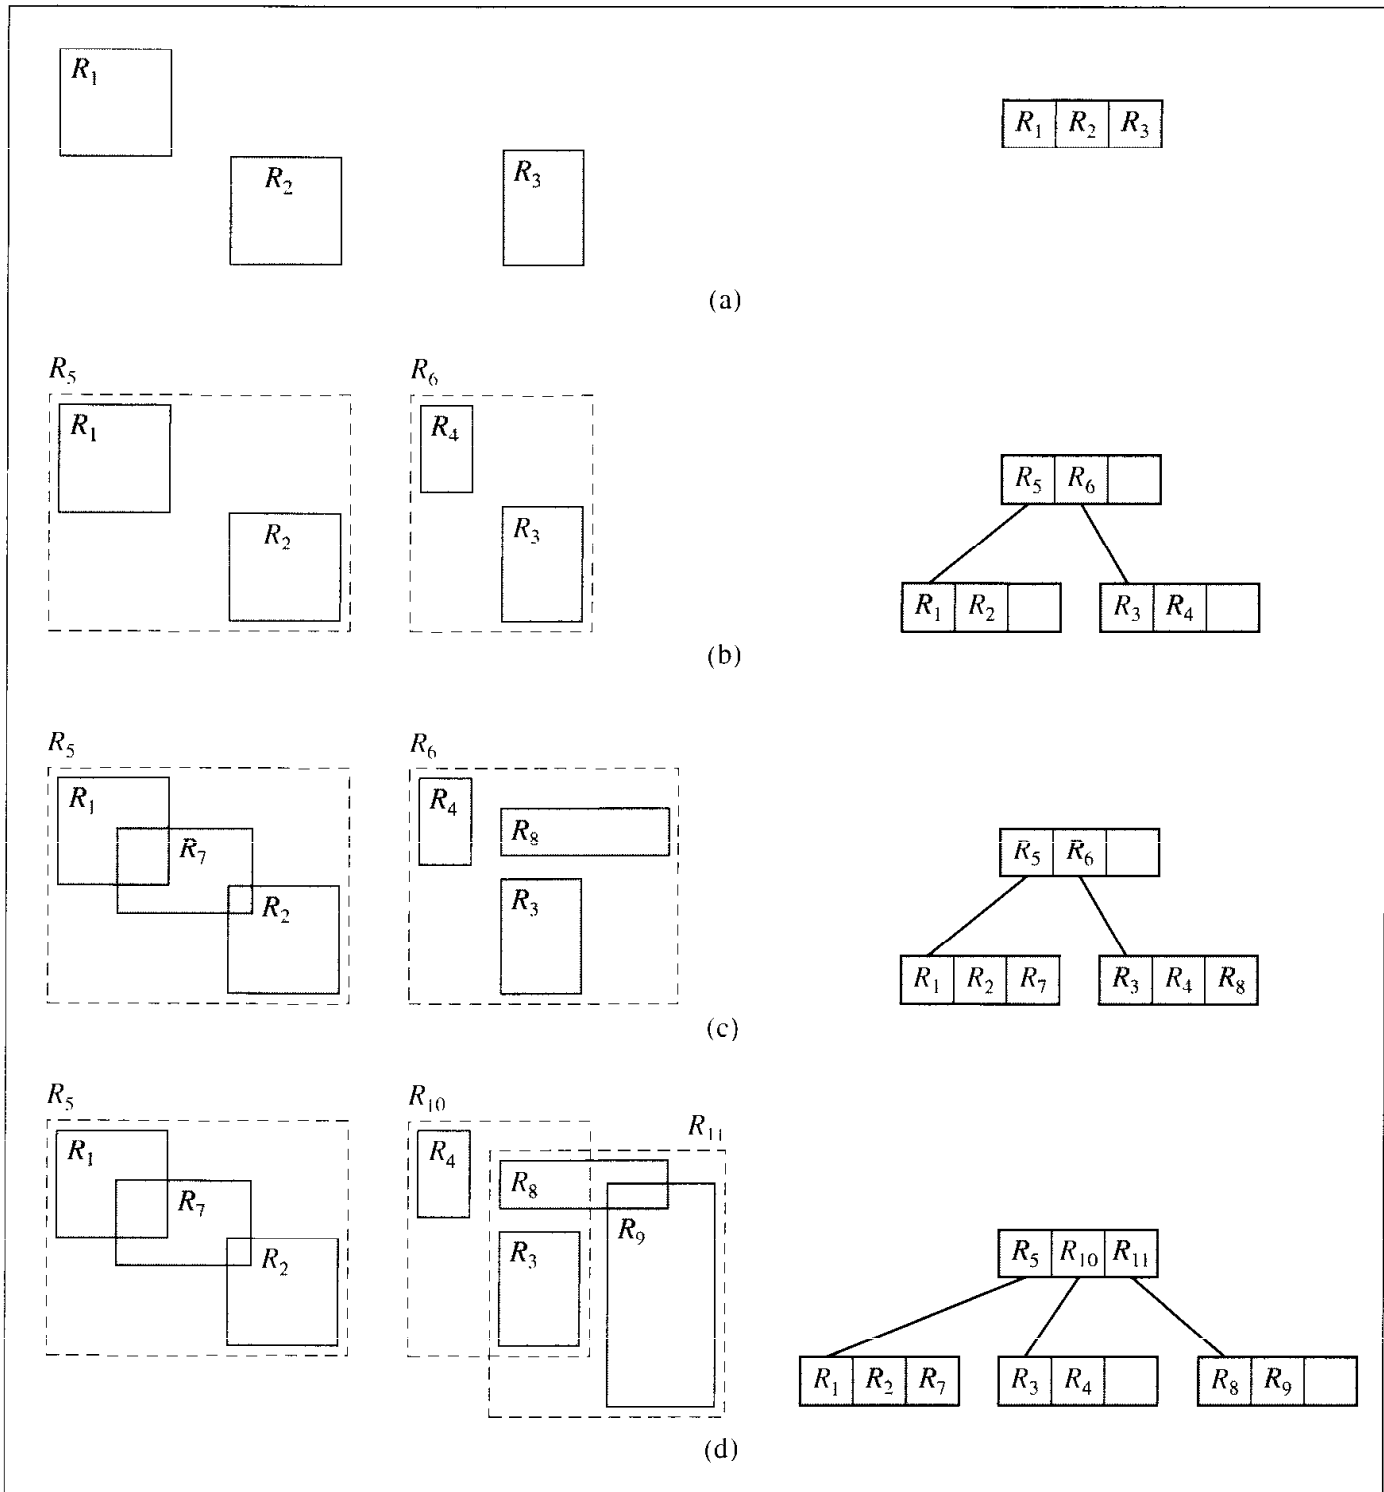 R₁
R₂ R₃
R₁ R₂ R₃
(a)
R₅ R₆
R₁ R₄
R₂ R₃
R₅ R₆
R₁ R₂ R₃ R₄
(b)
R₅ R₆
R₁ R₄
R₇ R₈
R₂ R₃
R₅ R₆
R₁ R₂ R₇ R₃ R₄ R₈
(c)
R₅ R₁₀
R₁₁
R₁ R₄
R₇ R₈
R₂ R₃ R₉
R₅ R₁₀ R₁₁
R₁ R₂ R₇ R₃ R₄ R₈ R₉
(d)